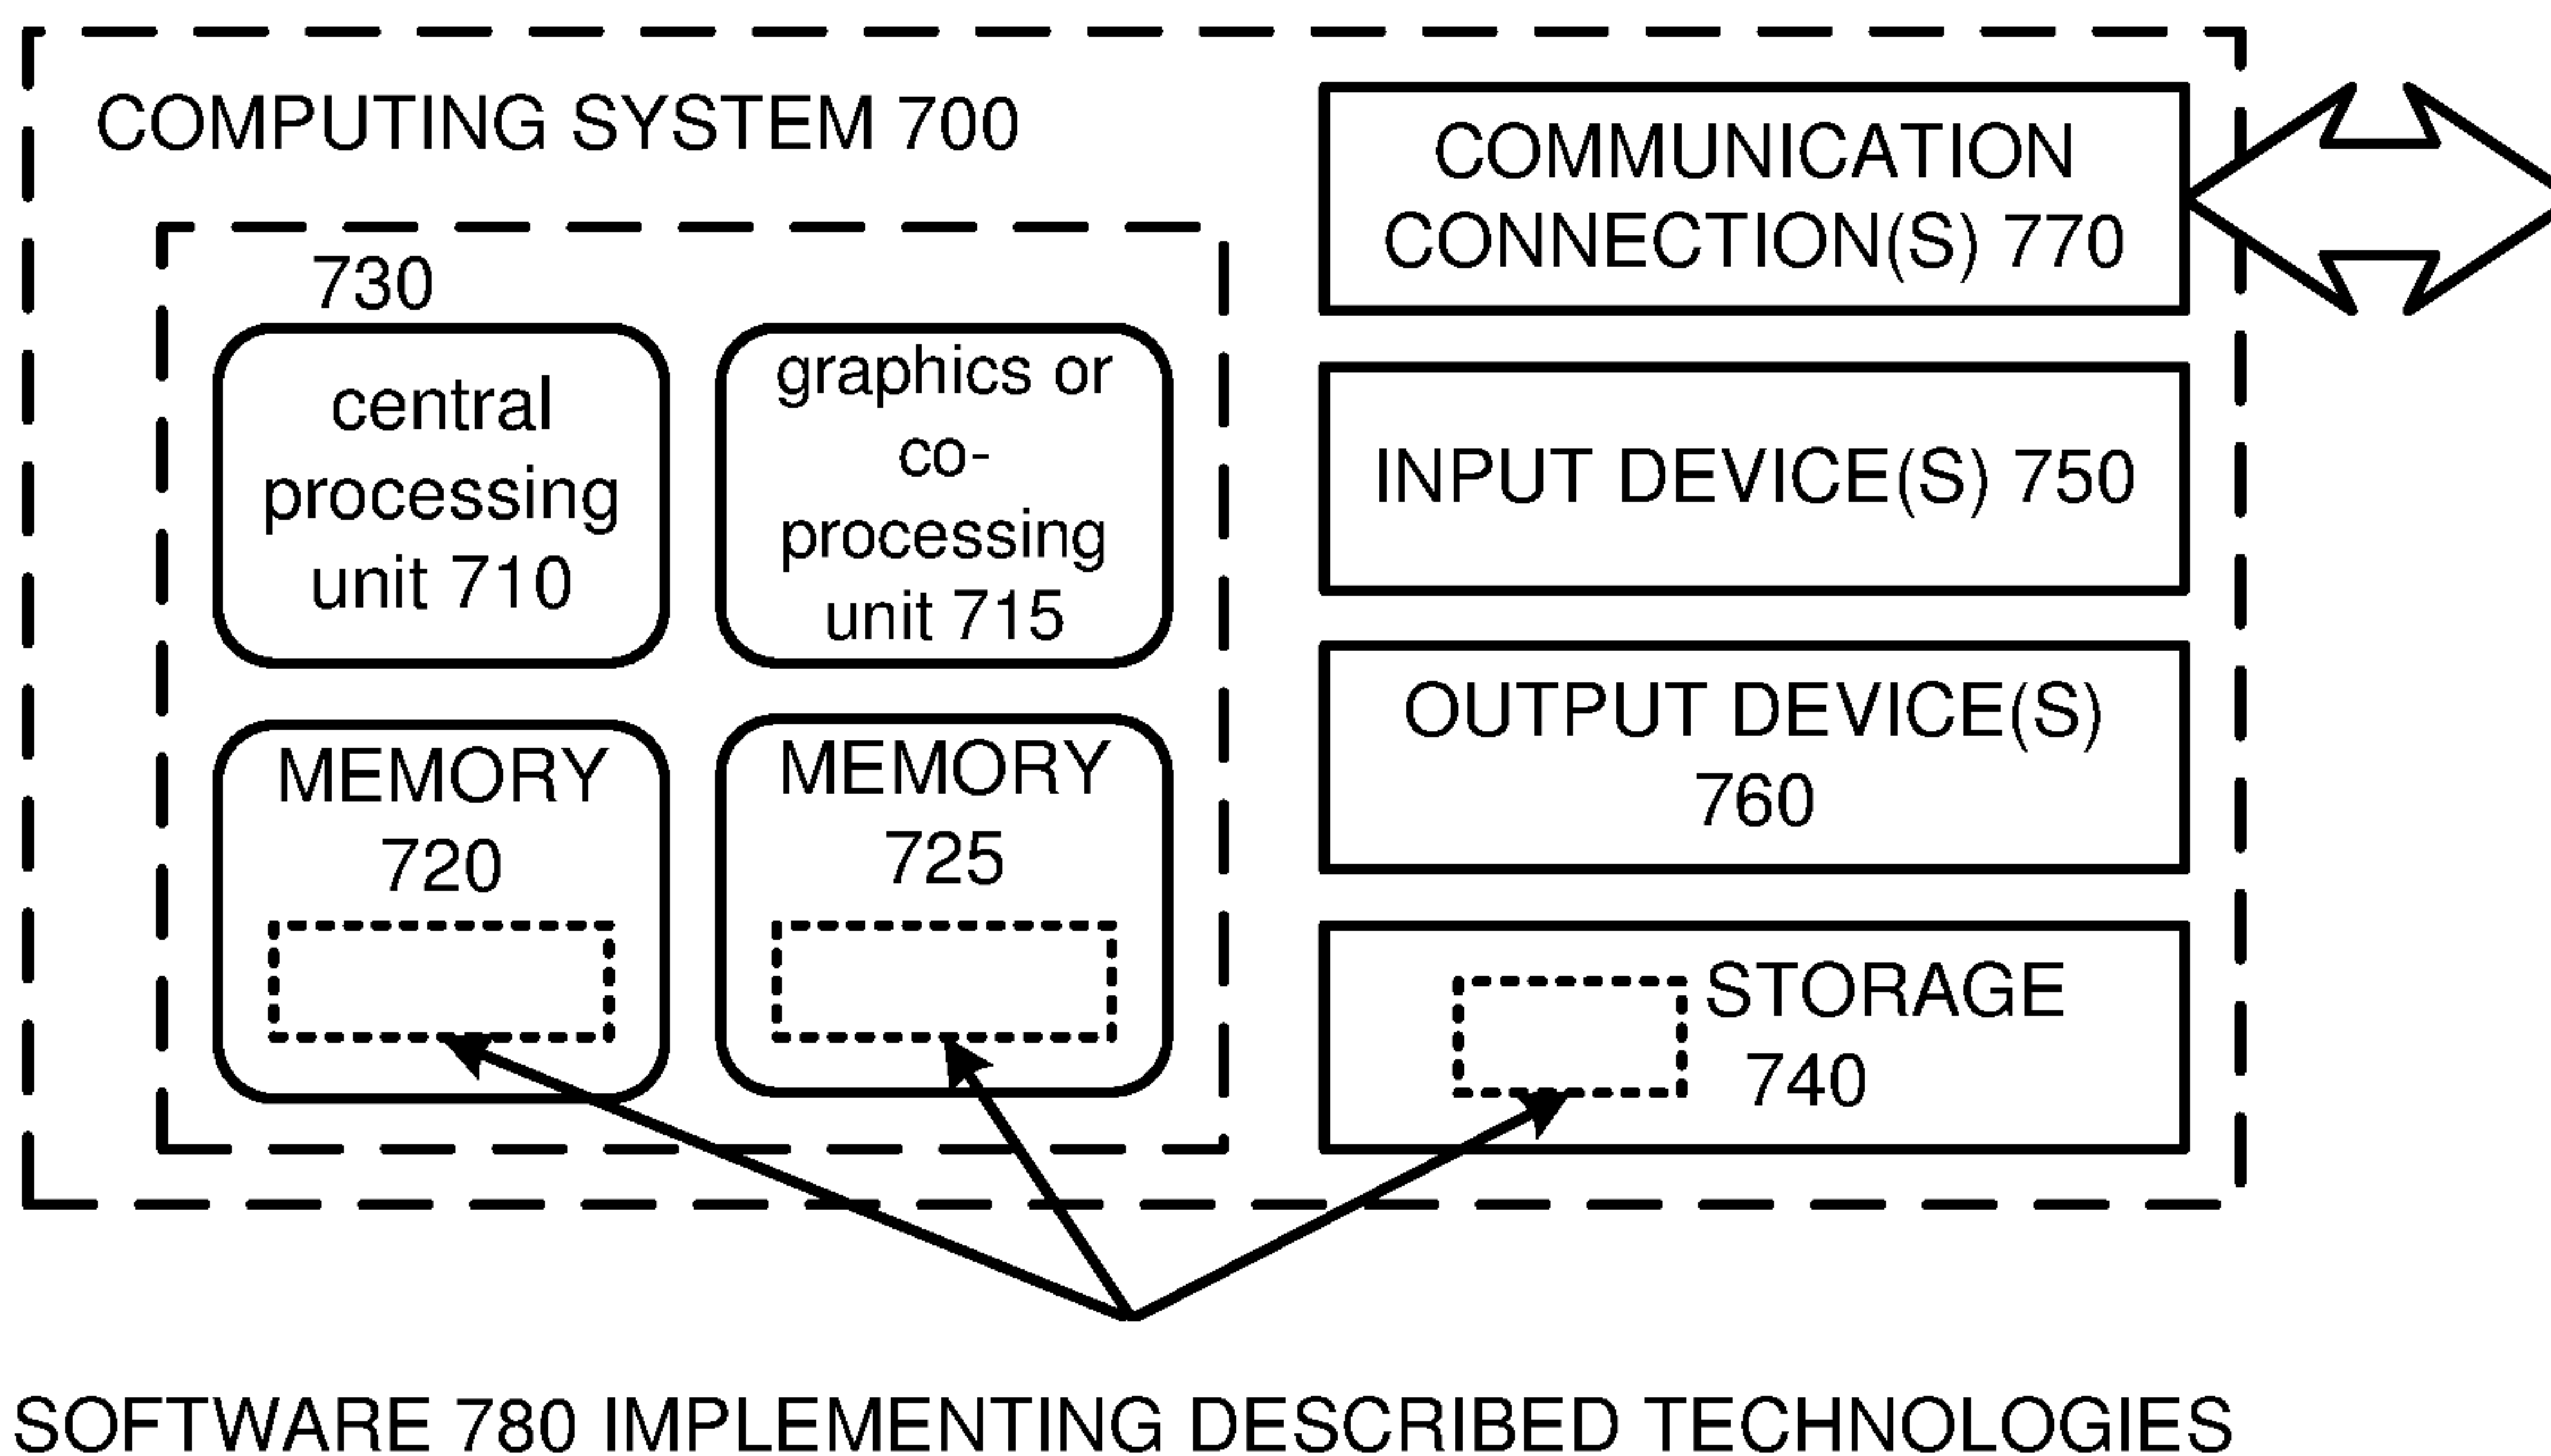 COMPUTING SYSTEM 700
730
central
processing
unit 710
graphics or
co-
processing
unit 715
MEMORY
720
MEMORY
725
COMMUNICATION
CONNECTION(S) 770
INPUT DEVICE(S) 750
OUTPUT DEVICE(S)
760
STORAGE
740
SOFTWARE 780 IMPLEMENTING DESCRIBED TECHNOLOGIES